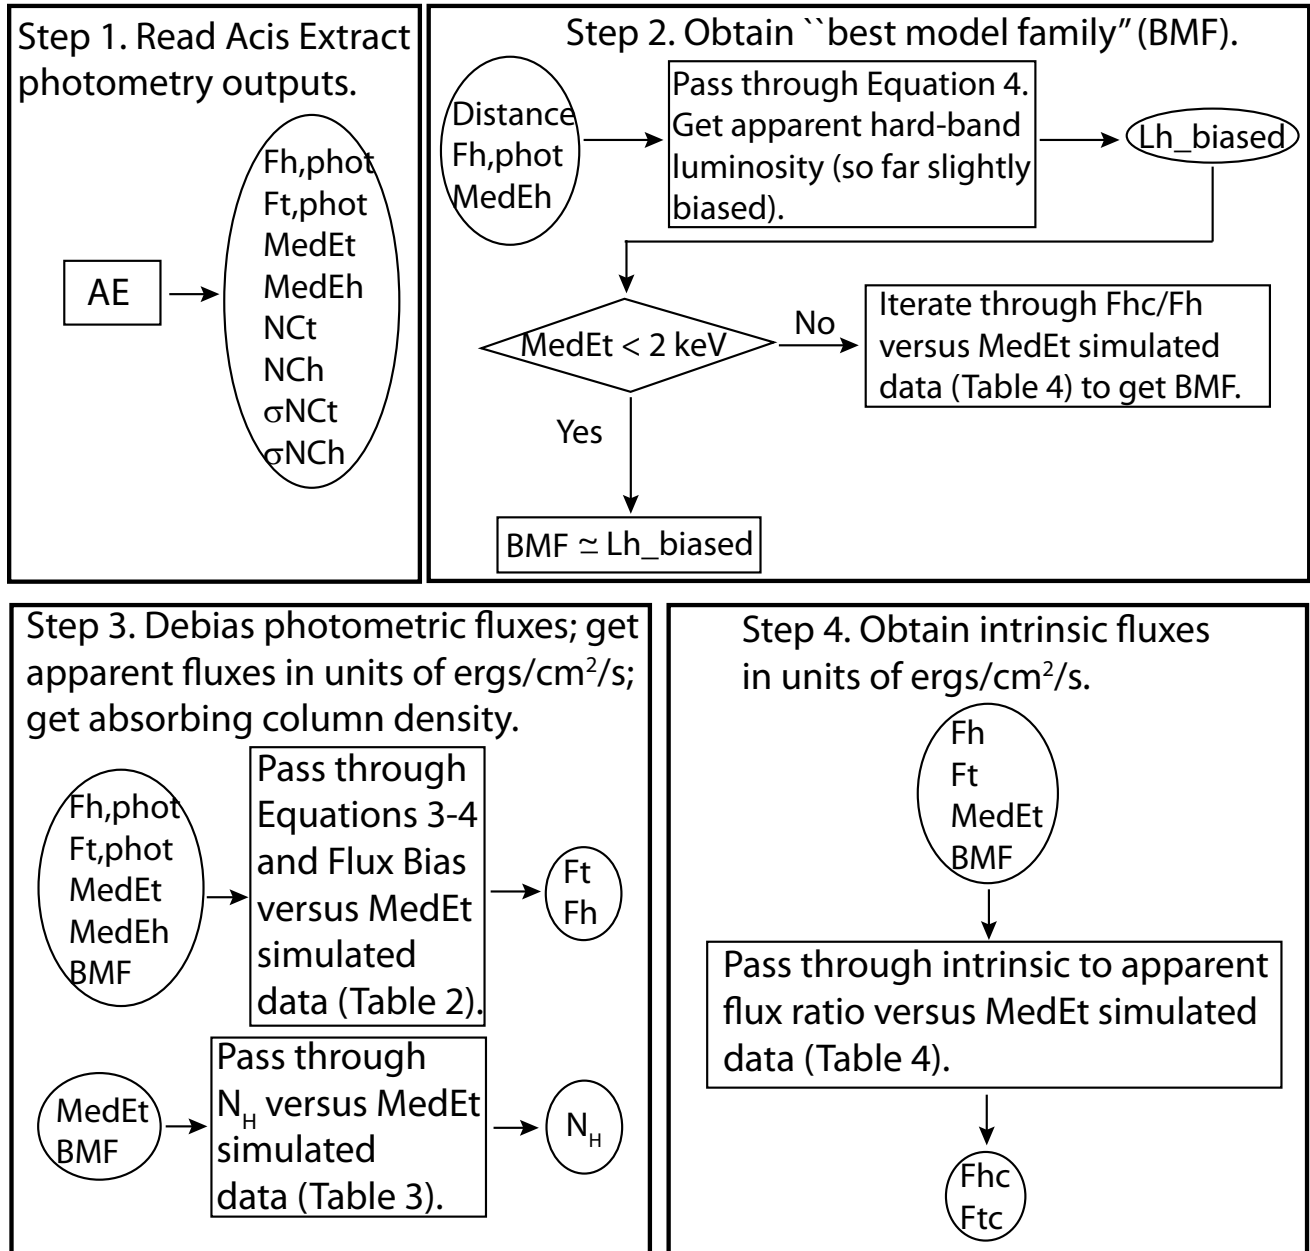 Step 1. Read Acis Extract
photometry outputs.
AE
Fh,phot
Ft,phot
MedEt
MedEh
NCt
NCh
σNCt
σNCh
Step 2. Obtain ``best model family” (BMF).
Distance
Fh,phot
MedEh
Pass through Equation 4.
Get apparent hard-band
luminosity (so far slightly
biased).
Lh_biased
MedEt < 2 keV
No
Iterate through Fhc/Fh
versus MedEt simulated
data (Table 4) to get BMF.
Yes
BMF ≃ Lh_biased
Step 3. Debias photometric fluxes; get
apparent fluxes in units of ergs/cm²/s;
get absorbing column density.
Fh,phot
Ft,phot
MedEt
MedEh
BMF
Pass through
Equations 3-4
and Flux Bias
versus MedEt
simulated
data (Table 2).
Ft
Fh
MedEt
BMF
Pass through
N_H versus MedEt
simulated
data (Table 3).
N_H
Step 4. Obtain intrinsic fluxes
in units of ergs/cm²/s.
Fh
Ft
MedEt
BMF
Pass through intrinsic to apparent
flux ratio versus MedEt simulated
data (Table 4).
Fhc
Ftc